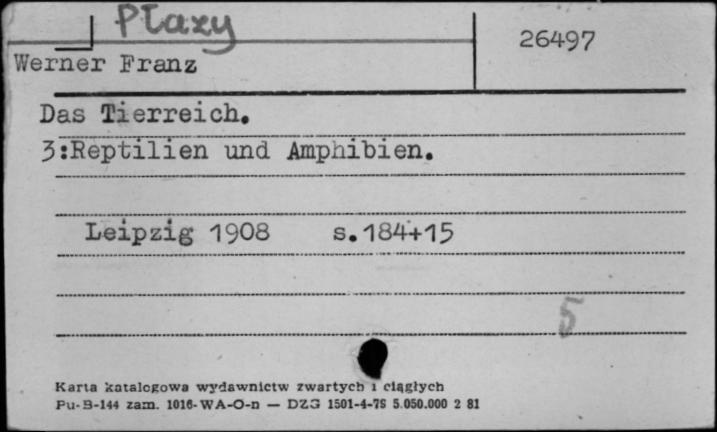 Płazy
26497
Werner Franz
Das Tierreich.
3:Reptilien und Amphibien.
Leipzig 1908 s.184+15
5
Karta katalogowa wydawnictw zwartych i ciągłych
Pu-B-144 zam. 1016-WA-O-n — DZG 1501-4-78 5.050.000 2 81